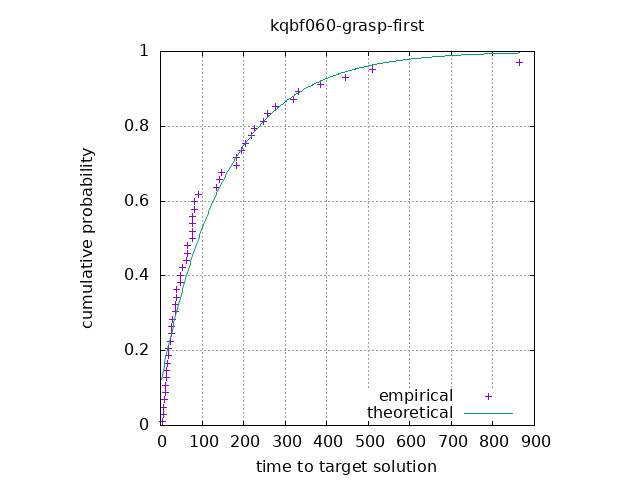 kqbf060-grasp-first
1
0.8
0.6
0.4
0.2
0
cumulative probability
empirical
theoretical
0 100 200 300 400 500 600 700 800 900
time to target solution